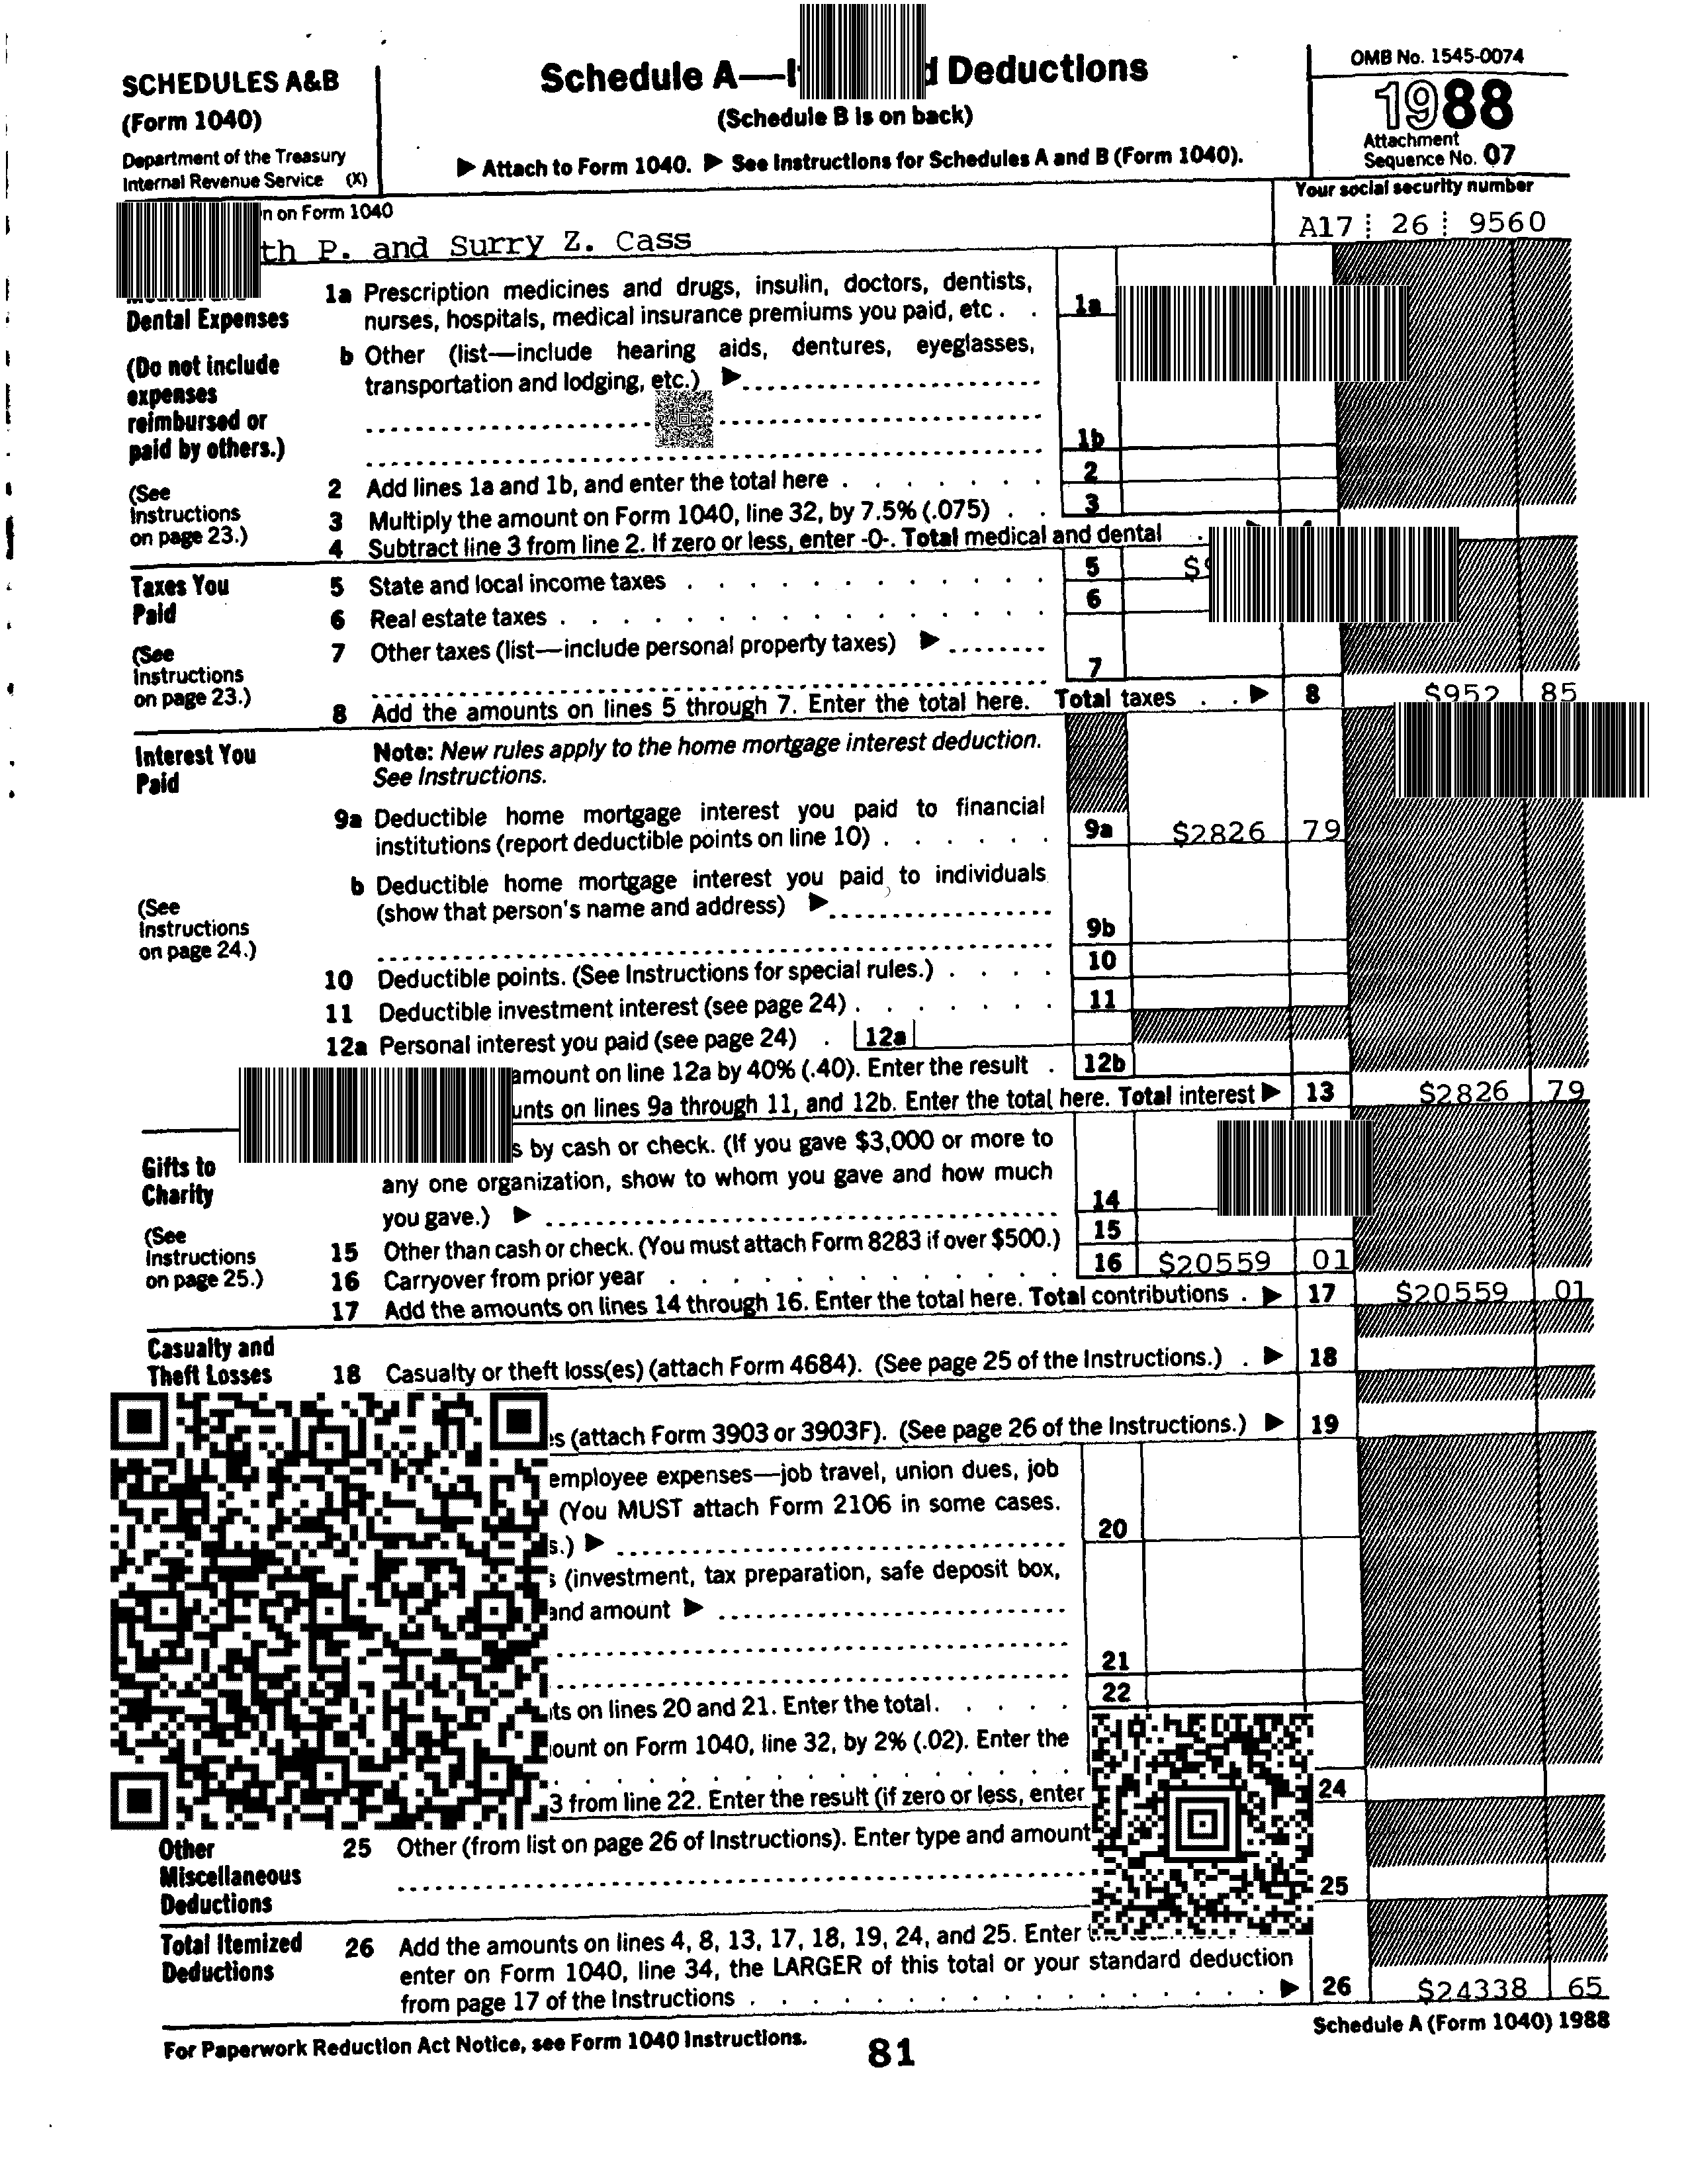 SCHEDULES A&B
(Form 1040)
Department of the Treasury
Internal Revenue Service (X)
Schedule A— Deductions
(Schedule B is on back)
▶ Attach to Form 1040. ▶ See Instructions for Schedules A and B (Form 1040).
OMB No. 1545-0074
1988
Attachment
Sequence No. 07
on Form 1040
Your social security number
P. and Surry Z. Cass
A17 26 9560
Dental Expenses
(Do not include
expenses
reimbursed or
paid by others.)
(See
Instructions
on page 23.)
1a Prescription medicines and drugs, insulin, doctors, dentists,
nurses, hospitals, medical insurance premiums you paid, etc . . 1a
b Other (list—include hearing aids, dentures, eyeglasses,
transportation and lodging, etc.) ▶
1b
2 Add lines 1a and 1b, and enter the total here . . . . . . . 2
3 Multiply the amount on Form 1040, line 32, by 7.5% (.075) . . 3
4 Subtract line 3 from line 2. If zero or less, enter -0-. Total medical and dental .
Taxes You
Paid
(See
Instructions
on page 23.)
5 State and local income taxes . . . . . . . . . . . 5
6 Real estate taxes . . . . . . . . . . . . . . . 6
7 Other taxes (list—include personal property taxes) ▶
7
8 Add the amounts on lines 5 through 7. Enter the total here. Total taxes . . ▶ 8 $952 85
Interest You
Paid
(See
Instructions
on page 24.)
Note: New rules apply to the home mortgage interest deduction.
See Instructions.
9a Deductible home mortgage interest you paid to financial
institutions (report deductible points on line 10) . . . . . . 9a $2826 79
b Deductible home mortgage interest you paid to individuals
(show that person's name and address) ▶
9b
10 Deductible points. (See Instructions for special rules.) . . . . 10
11 Deductible investment interest (see page 24) . . . . . . . 11
12a Personal interest you paid (see page 24) . 12a
amount on line 12a by 40% (.40). Enter the result . 12b
on lines 9a through 11, and 12b. Enter the total here. Total interest ▶ 13 $2826 79
Gifts to
Charity
(See
Instructions
on page 25.)
by cash or check. (If you gave $3,000 or more to
any one organization, show to whom you gave and how much
you gave.) ▶ 14
15 Other than cash or check. (You must attach Form 8283 if over $500.) 15
16 Carryover from prior year . . . . . . . . . . . . . 16 $20559 01
17 Add the amounts on lines 14 through 16. Enter the total here. Total contributions . ▶ 17 $20559 01
Casualty and
Theft Losses
18 Casualty or theft loss(es) (attach Form 4684). (See page 25 of the Instructions.) . ▶ 18
(attach Form 3903 or 3903F). (See page 26 of the Instructions.) ▶ 19
employee expenses—job travel, union dues, job
(You MUST attach Form 2106 in some cases.
▶ 20
(investment, tax preparation, safe deposit box,
and amount ▶
21
on lines 20 and 21. Enter the total. . . . . 22
on Form 1040, line 32, by 2% (.02). Enter the
from line 22. Enter the result (if zero or less, enter 24
Other
Miscellaneous
Deductions
25 Other (from list on page 26 of Instructions). Enter type and amount
25
Total Itemized
Deductions
26 Add the amounts on lines 4, 8, 13, 17, 18, 19, 24, and 25. Enter
enter on Form 1040, line 34, the LARGER of this total or your standard deduction
from page 17 of the Instructions . . . . . . . . . . . . . . . . . ▶ 26 $24338 65
For Paperwork Reduction Act Notice, see Form 1040 Instructions.
Schedule A (Form 1040) 1988
81